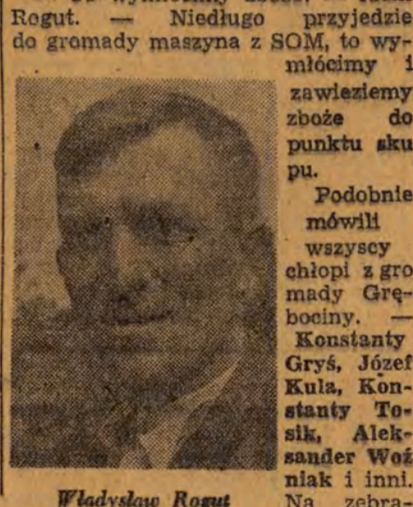 Rogut. — Niedługo przyjedzie
do gromady maszyna z SOM, to wy-
młócimy i
zawieziemy
zboże do
punktu sku
pu.
Podobnie
mówili
wszyscy
chłopi z gro
mady Grę-
bociny. —
Konstanty
Gryś, Józef
Kula, Kon-
stanty To-
sik, Alek-
sander Woź
niak i inni.
Na zebra-
Władysław Rogut